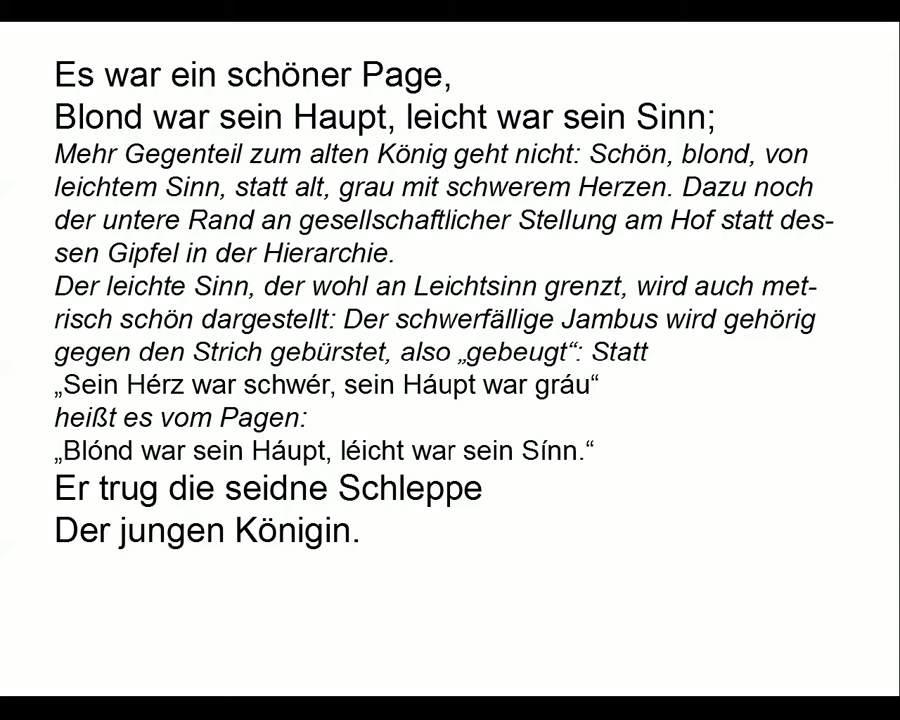 Es war ein schöner Page,
Blond war sein Haupt, leicht war sein Sinn;
Mehr Gegenteil zum alten König geht nicht: Schön, blond, von
leichtem Sinn, statt alt, grau mit schwerem Herzen. Dazu noch
der untere Rand an gesellschaftlicher Stellung am Hof statt des-
sen Gipfel in der Hierarchie.
Der leichte Sinn, der wohl an Leichtsinn grenzt, wird auch met-
risch schön dargestellt: Der schwerfällige Jambus wird gehörig
gegen den Strich gebürstet, also „gebeugt“: Statt
„Sein Hérz war schwér, sein Háupt war gráu“
heißt es vom Pagen:
„Blónd war sein Háupt, léicht war sein Sínn.“
Er trug die seidne Schleppe
Der jungen Königin.